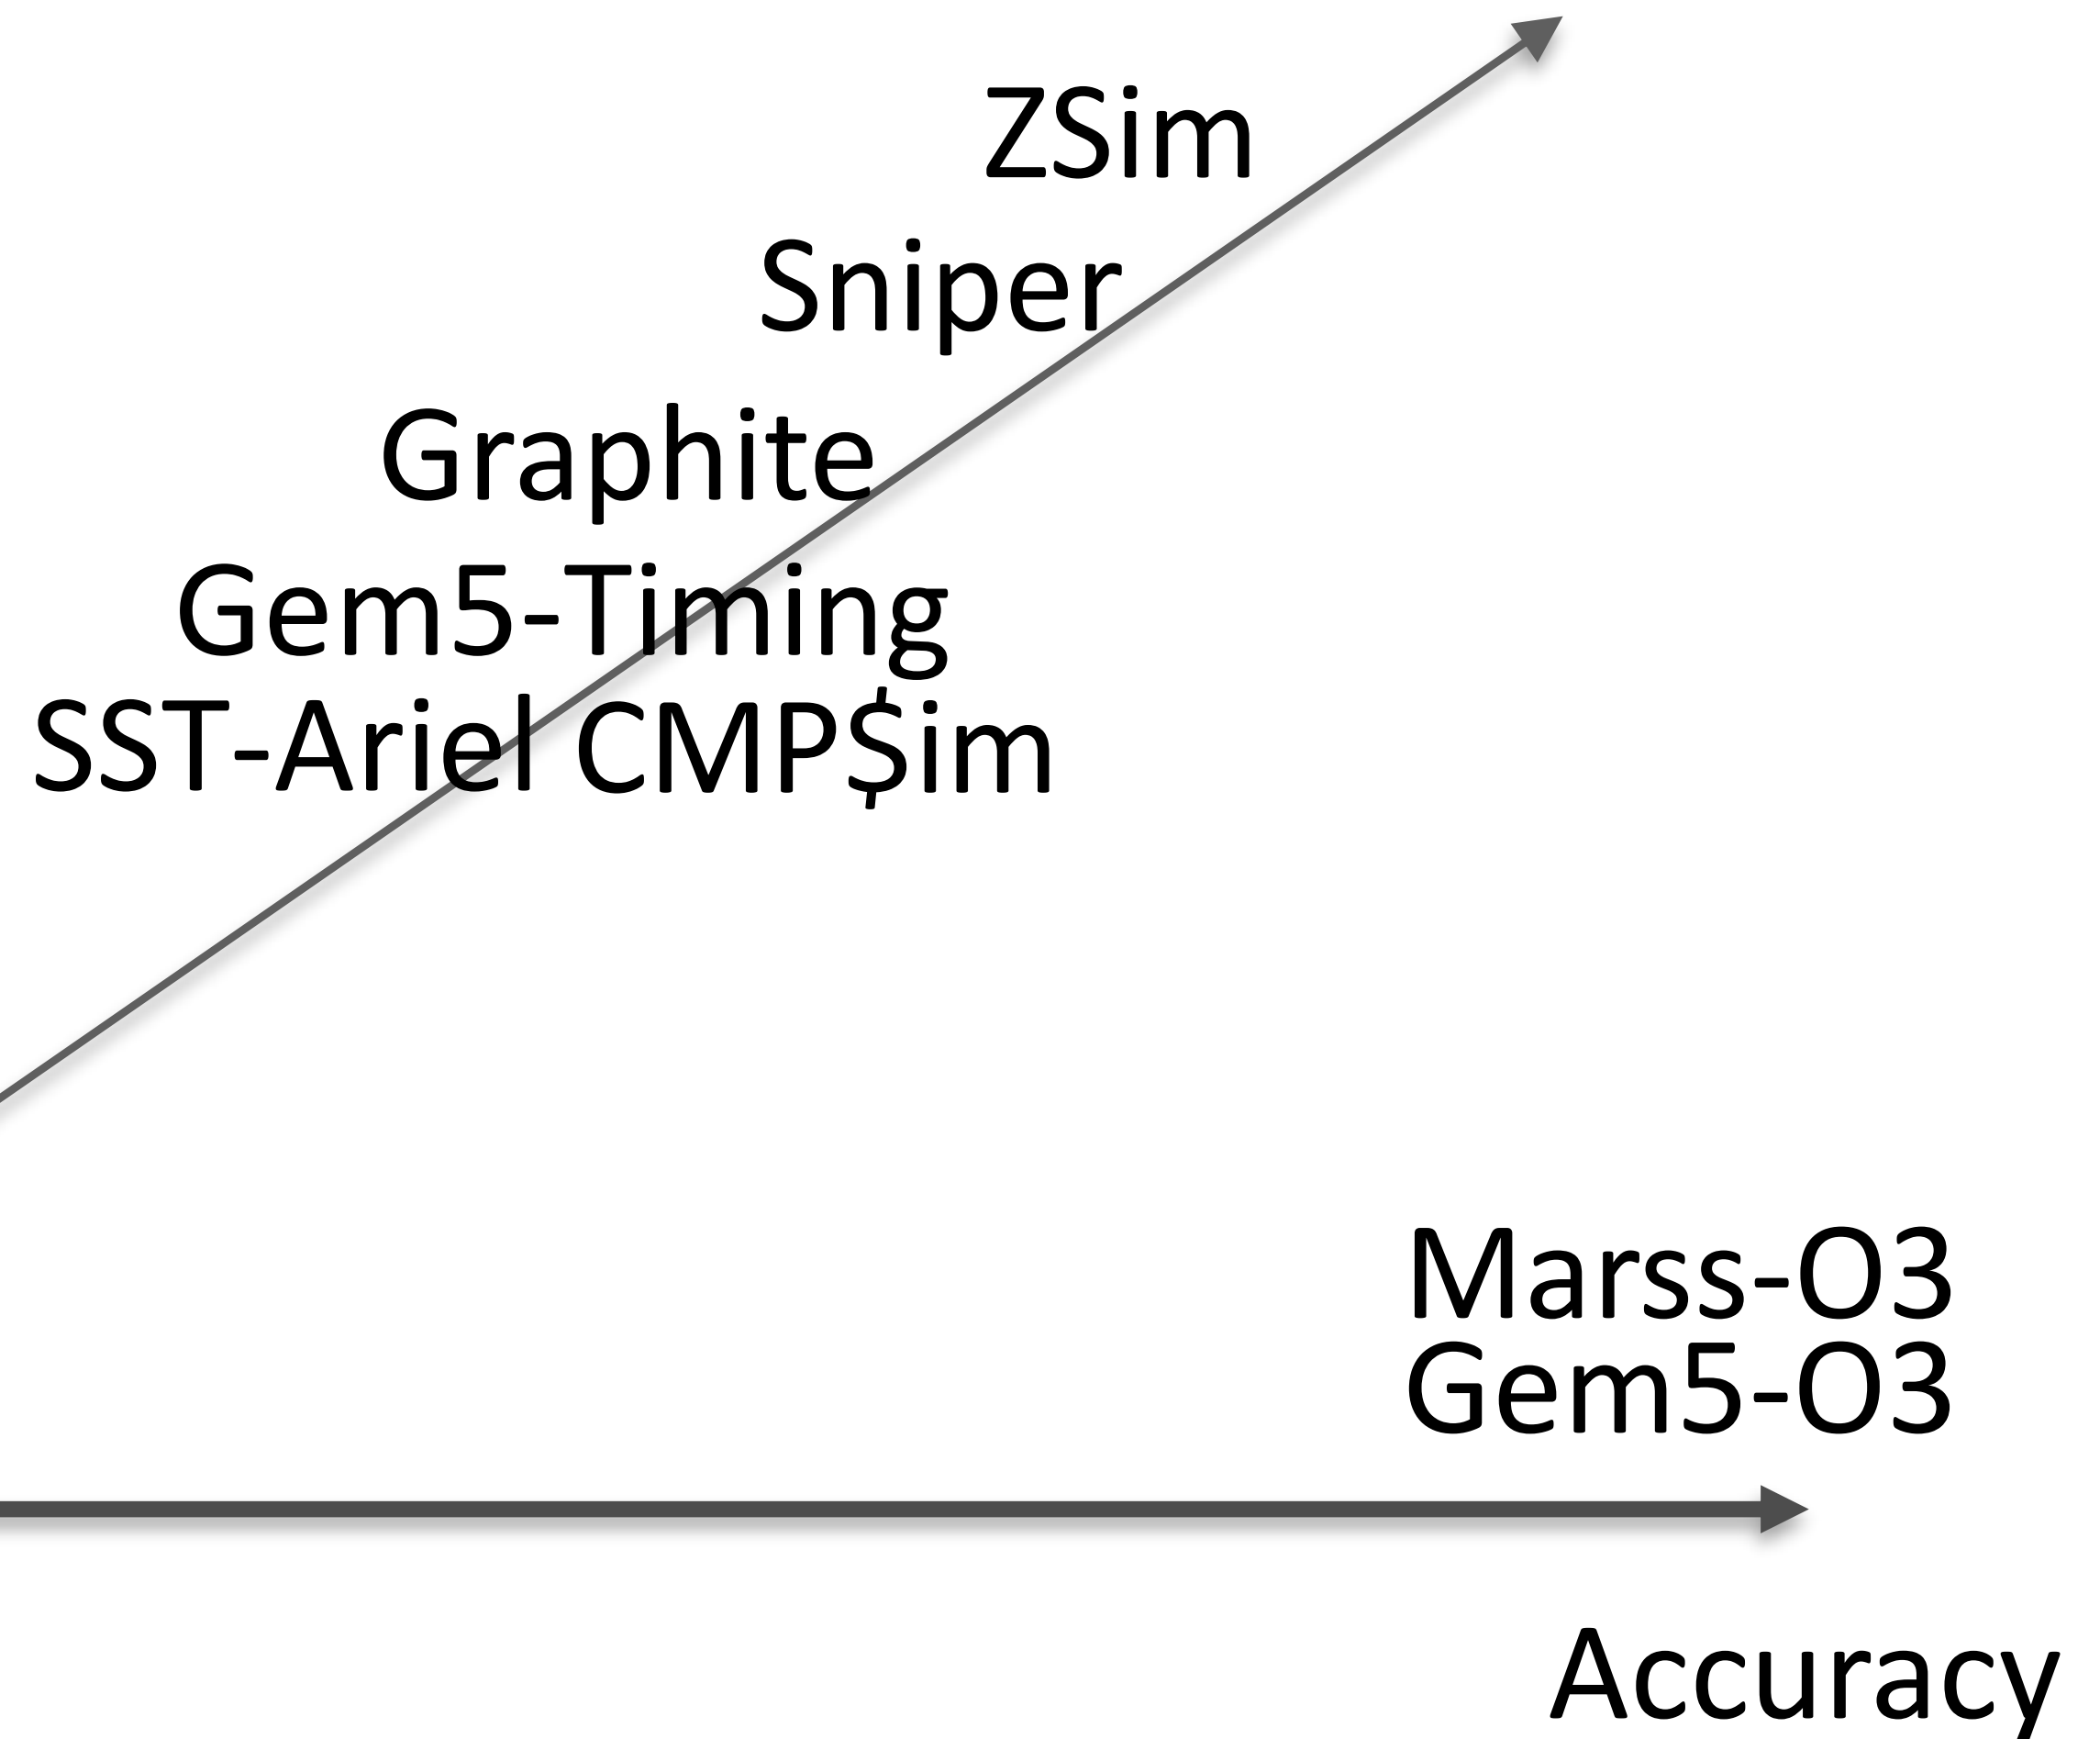 ZSim
Sniper
Graphite
Gem5-Timing
SST-Ariel CMP$im
Marss-O3
Gem5-O3
Accuracy